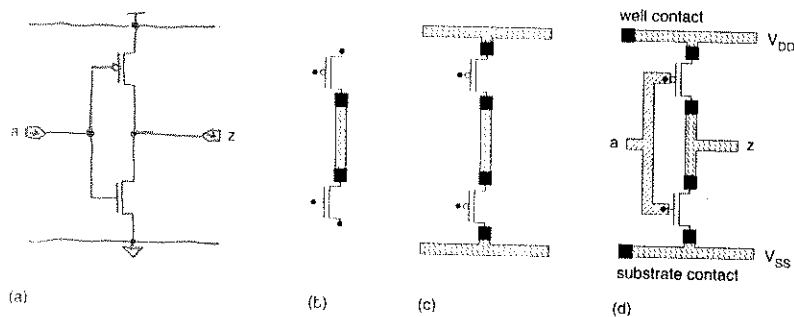 well contact
V_DD
a
z
a
z
V_SS
substrate contact
(a)
(b)
(c)
(d)